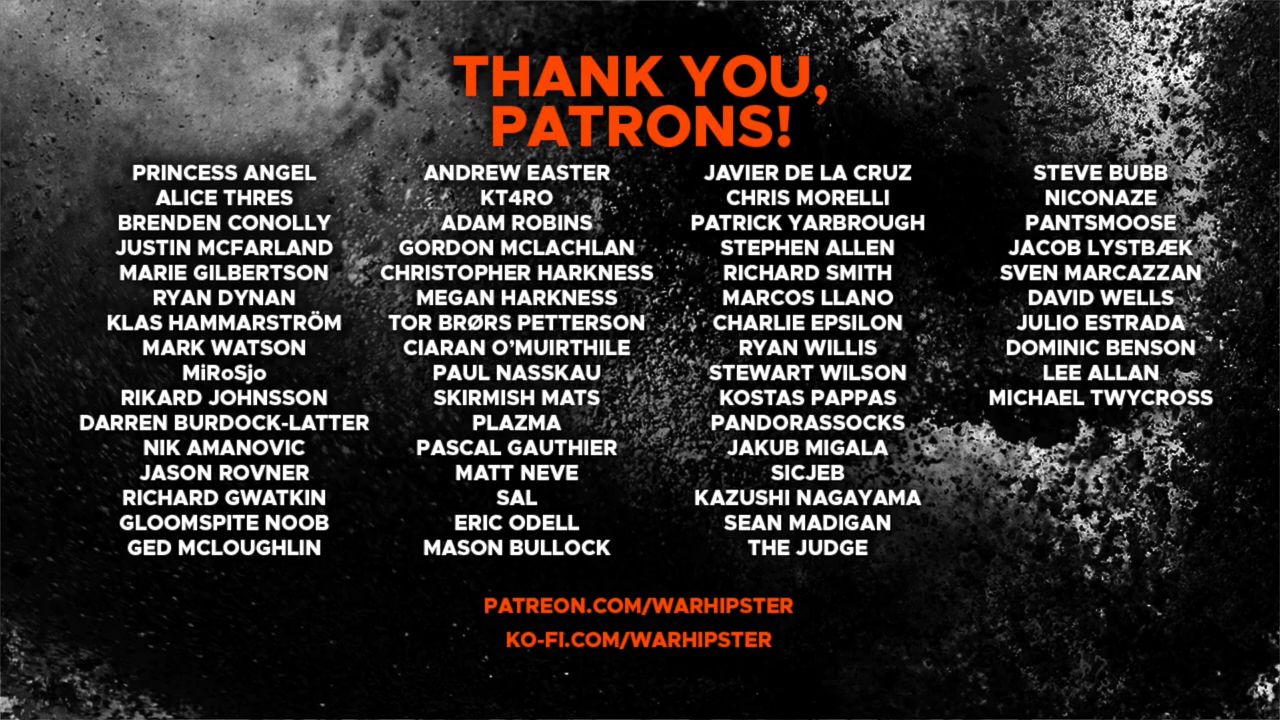 THANK YOU,
PATRONS!
PRINCESS ANGEL
ALICE THRES
BRENDEN CONOLLY
JUSTIN MCFARLAND
MARIE GILBERTSON
RYAN DYNAN
KLAS HAMMARSTRÖM
MARK WATSON
MiRoSjo
RIKARD JOHNSSON
DARREN BURDOCK-LATTER
NIK AMANOVIC
JASON ROVNER
RICHARD GWATKIN
GLOOMSPITE NOOB
GED MCLOUGHLIN
ANDREW EASTER
KT4RO
ADAM ROBINS
GORDON MCLACHLAN
CHRISTOPHER HARKNESS
MEGAN HARKNESS
TOR BRØRS PETTERSON
CIARAN O’MUIRTHILE
PAUL NASSKAU
SKIRMISH MATS
PLAZMA
PASCAL GAUTHIER
MATT NEVE
SAL
ERIC ODELL
MASON BULLOCK
JAVIER DE LA CRUZ
CHRIS MORELLI
PATRICK YARBROUGH
STEPHEN ALLEN
RICHARD SMITH
MARCOS LLANO
CHARLIE EPSILON
RYAN WILLIS
STEWART WILSON
KOSTAS PAPPAS
PANDORASSOCKS
JAKUB MIGALA
SICJEB
KAZUSHI NAGAYAMA
SEAN MADIGAN
THE JUDGE
STEVE BUBB
NICONAZE
PANTSMOOSE
JACOB LYSTBÆK
SVEN MARCAZZAN
DAVID WELLS
JULIO ESTRADA
DOMINIC BENSON
LEE ALLAN
MICHAEL TWYCROSS
PATREON.COM/WARHIPSTER
KO-FI.COM/WARHIPSTER